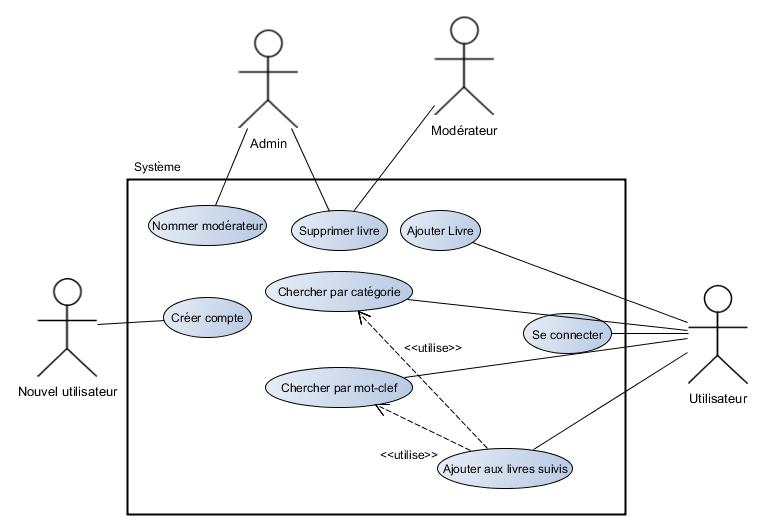 Modérateur
Admin
Système
Nommer modérateur
Supprimer livre
Ajouter Livre
Chercher par catégorie
Créer compte
Se connecter
<<utilise>>
Chercher par mot-clef
Nouvel utilisateur
Utilisateur
<<utilise>>
Ajouter aux livres suivis